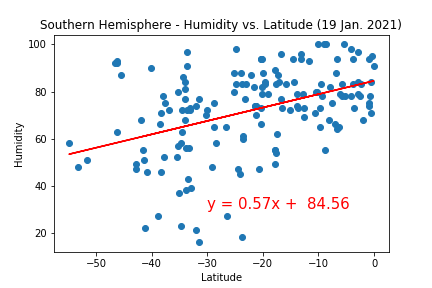 Southern Hemisphere - Humidity vs. Latitude (19 Jan. 2021)
100
80
60
40
20
Humidity
y = 0.57x + 84.56
−50
−40
−30
−20
−10
0
Latitude